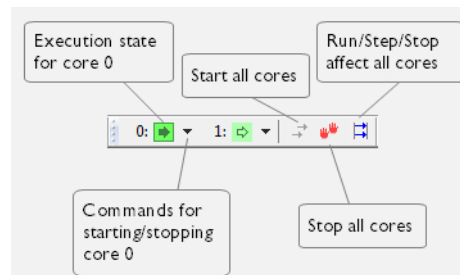 Execution state
for core 0
Start all cores
Run/Step/Stop
affect all cores
0:
1:
Commands for
starting/stopping
core 0
Stop all cores